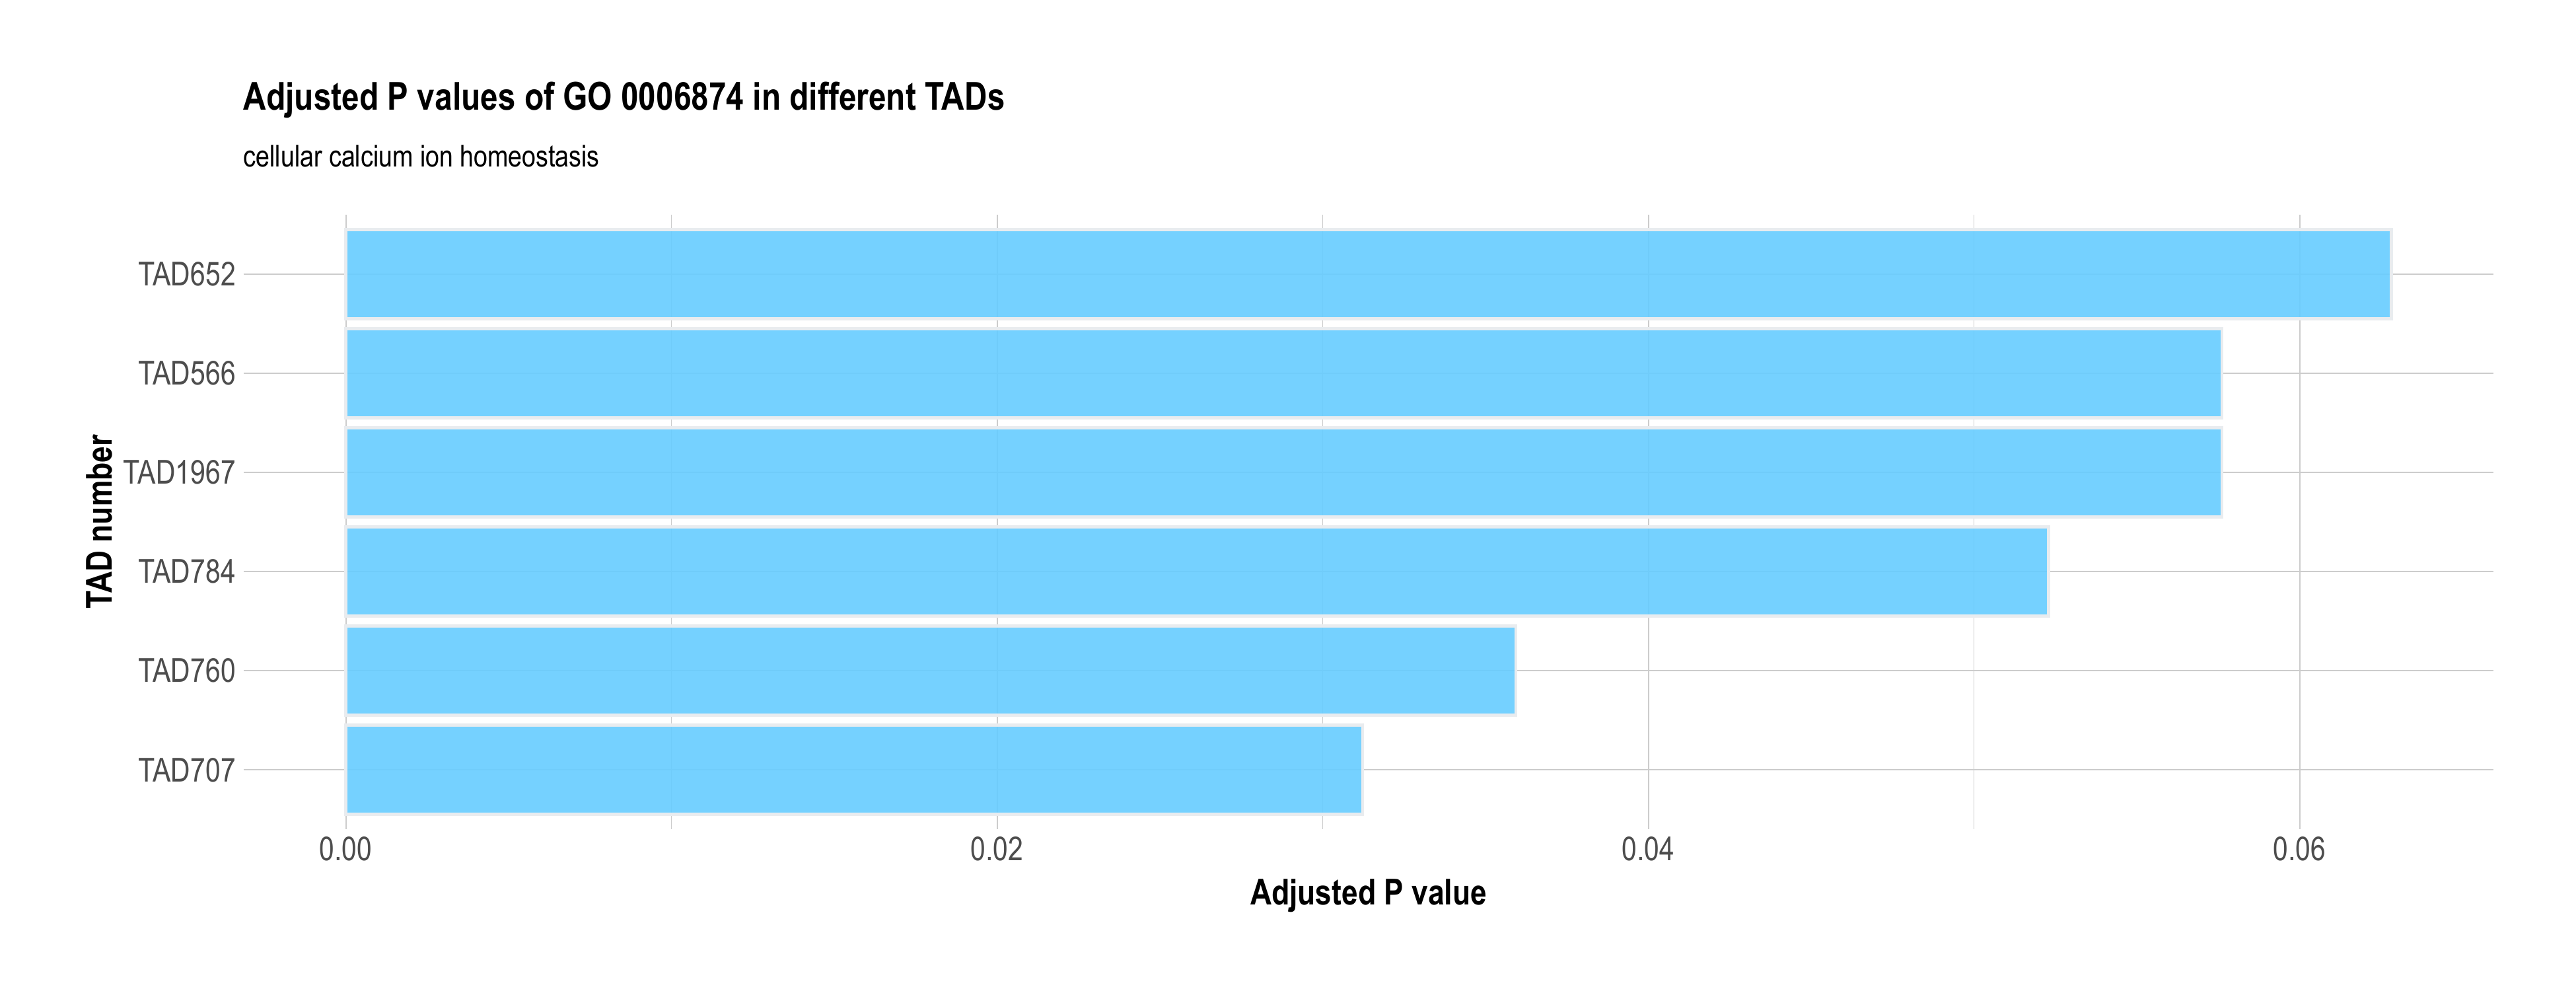 Adjusted P values of GO 0006874 in different TADs
cellular calcium ion homeostasis
TAD number
TAD652
TAD566
TAD1967
TAD784
TAD760
TAD707
0.00 0.02 0.04 0.06
Adjusted P value